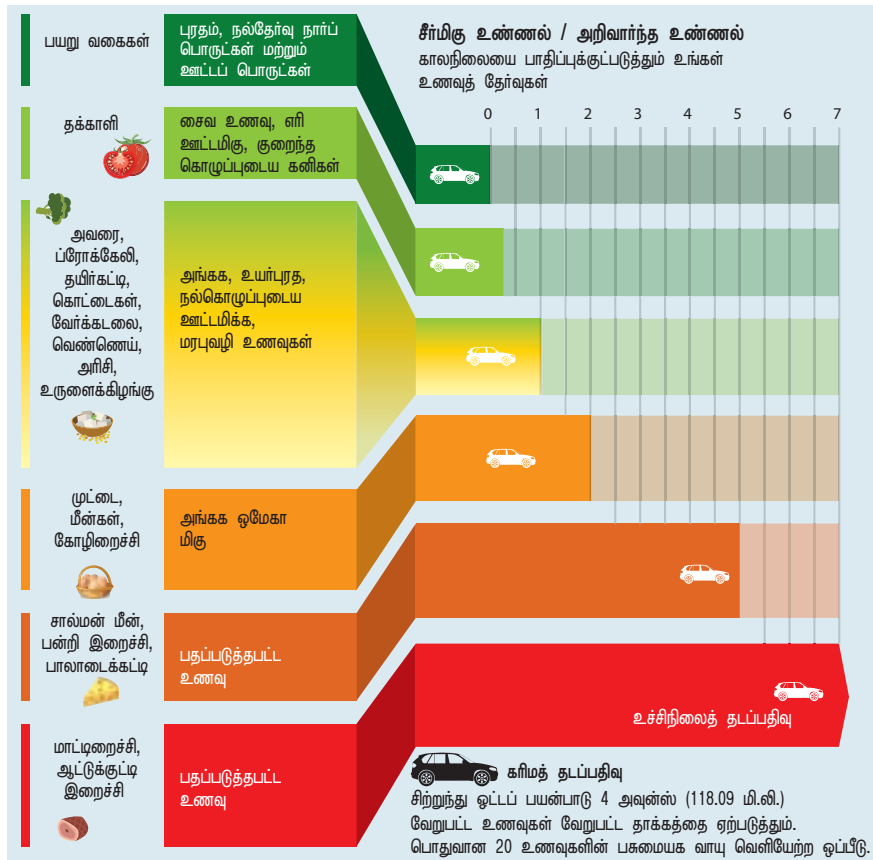 சீர்மிகு உண்ணல் / அறிவார்ந்த உண்ணல்
காலநிலையை பாதிப்புக்குட்படுத்தும் உங்கள்
உணவுத் தேர்வுகள்
0 1 2 3 4 5 6 7
பயறு வகைகள்
புரதம், நல்தேர்வு நார்ப்
பொருட்கள் மற்றும்
ஊட்டப் பொருட்கள்
தக்காளி
சைவ உணவு, எரி
ஊட்டமிகு, குறைந்த
கொழுப்புடைய கனிகள்
அவரை,
ப்ரோக்கேலி,
தயிர்கட்டி,
கொட்டைகள்,
வேர்க்கடலை,
வெண்ணெய்,
அரிசி,
உருளைக்கிழங்கு
அங்கக, உயர்புரத,
நல்கொழுப்புடைய
ஊட்டமிக்க,
மரபுவழி உணவுகள்
முட்டை,
மீன்கள்,
கோழிறைச்சி
அங்கக ஒமேகா
மிகு
சால்மன் மீன்,
பன்றி இறைச்சி,
பாலாடைக்கட்டி
பதப்படுத்தபட்ட
உணவு
மாட்டிறைச்சி,
ஆட்டுக்குட்டி
இறைச்சி
பதப்படுத்தபட்ட
உணவு
உச்சிநிலைத் தடப்பதிவு
கரிமத் தடப்பதிவு
சிற்றுந்து ஒட்டப் பயன்பாடு 4 அவுன்ஸ் (118.09 மி.லி.)
வேறுபட்ட உணவுகள் வேறுபட்ட தாக்கத்தை ஏற்படுத்தும்.
பொதுவான 20 உணவுகளின் பசுமையக வாயு வெளியேற்ற ஒப்பீடு.